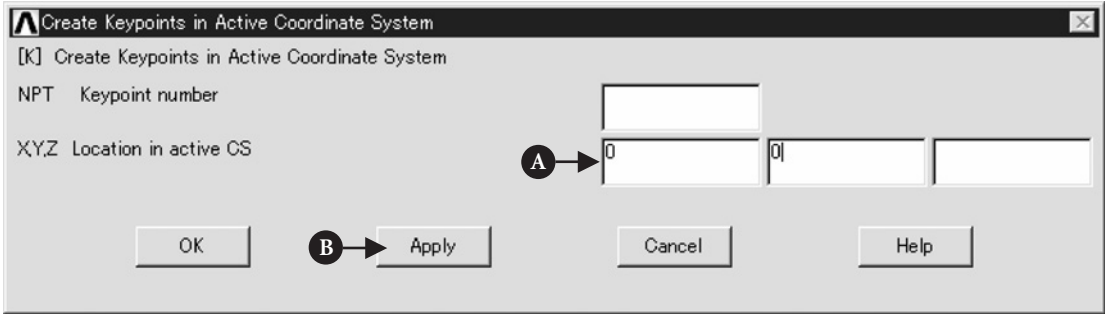 Create Keypoints in Active Coordinate System
[K] Create Keypoints in Active Coordinate System
NPT Keypoint number
X,Y,Z Location in active CS
A
0
0
OK
B
Apply
Cancel
Help